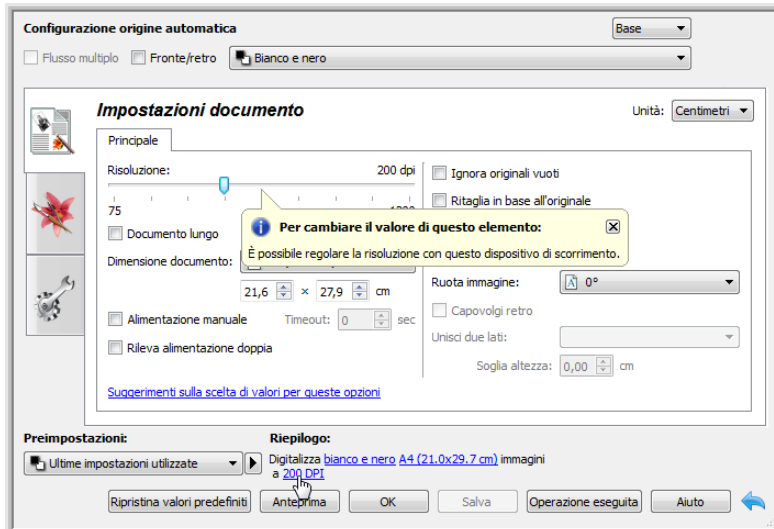 Configurazione origine automatica
Base
Flusso multiplo
Fronte/retro
Bianco e nero
Impostazioni documento
Unità:
Centimetri
Principale
Risoluzione:
200 dpi
75
Ignora originali vuoti
Ritaglia in base all'originale
Per cambiare il valore di questo elemento:
È possibile regolare la risoluzione con questo dispositivo di scorrimento.
Documento lungo
Dimensione documento:
21,6 × 27,9 cm
Alimentazione manuale
Timeout: 0 sec
Rileva alimentazione doppia
Ruota immagine:
0°
Capovolgi retro
Unisci due lati:
Soglia altezza: 0,00 cm
Suggerimenti sulla scelta di valori per queste opzioni
Preimpostazioni:
Riepilogo:
Ultime impostazioni utilizzate
Digitalizza bianco e nero A4 (21.0x29.7 cm) immagini
a 200 DPI
Ripristina valori predefiniti
Anteprima
OK
Salva
Operazione eseguita
Aiuto